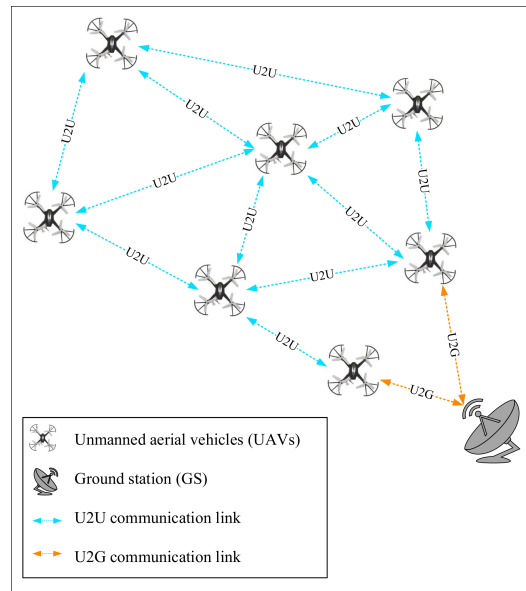 U2U
U2U
U2U
U2U
U2U
U2U
U2U
U2U
U2U
U2U
U2U
U2G
U2G
Unmanned aerial vehicles (UAVs)
Ground station (GS)
U2U communication link
U2G communication link